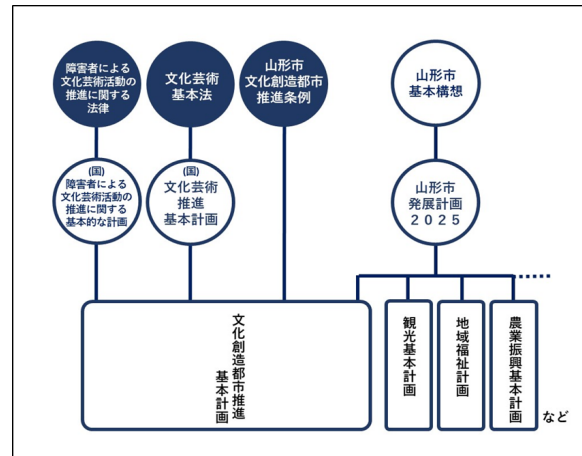 障害者による
文化芸術活動の
推進に関する
法律
文化芸術
基本法
山形市
文化創造都市
推進条例
山形市
基本構想
(国)
障害者による
文化芸術活動の
推進に関する
基本的な計画
(国)
文化芸術
推進
基本計画
山形市
発展計画
2025
文化創造都市推進
基本計画
観光基本計画
地域福祉計画
農業振興基本計画
など